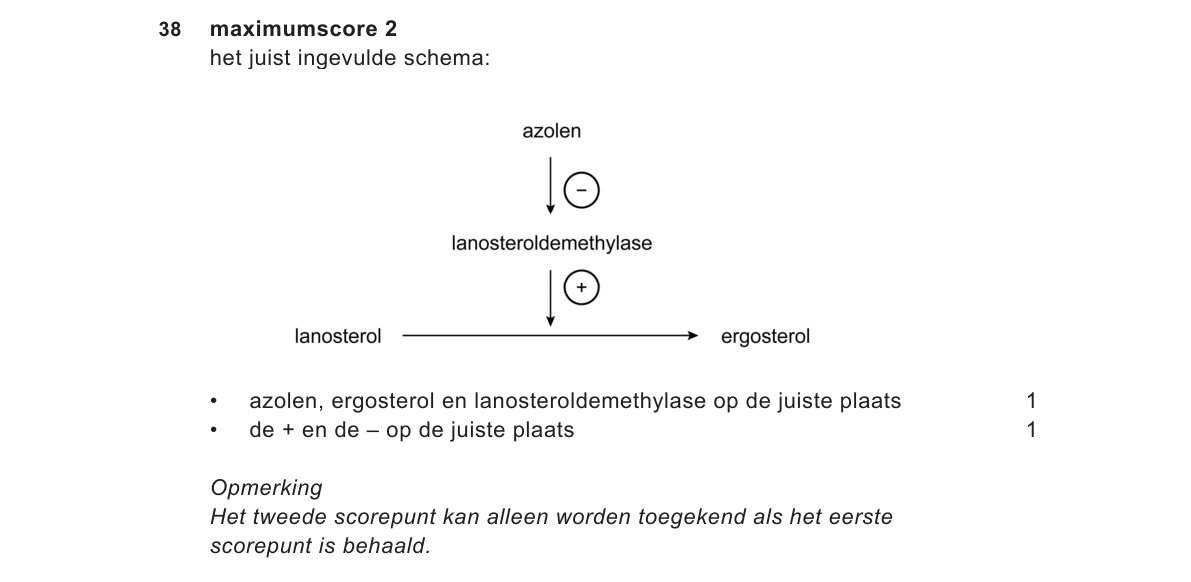 38 maximumscore 2
het juist ingevulde schema:
azolen
−
lanosteroldemethylase
+
lanosterol ergosterol
• azolen, ergosterol en lanosteroldemethylase op de juiste plaats 1
• de + en de – op de juiste plaats 1
Opmerking
Het tweede scorepunt kan alleen worden toegekend als het eerste
scorepunt is behaald.